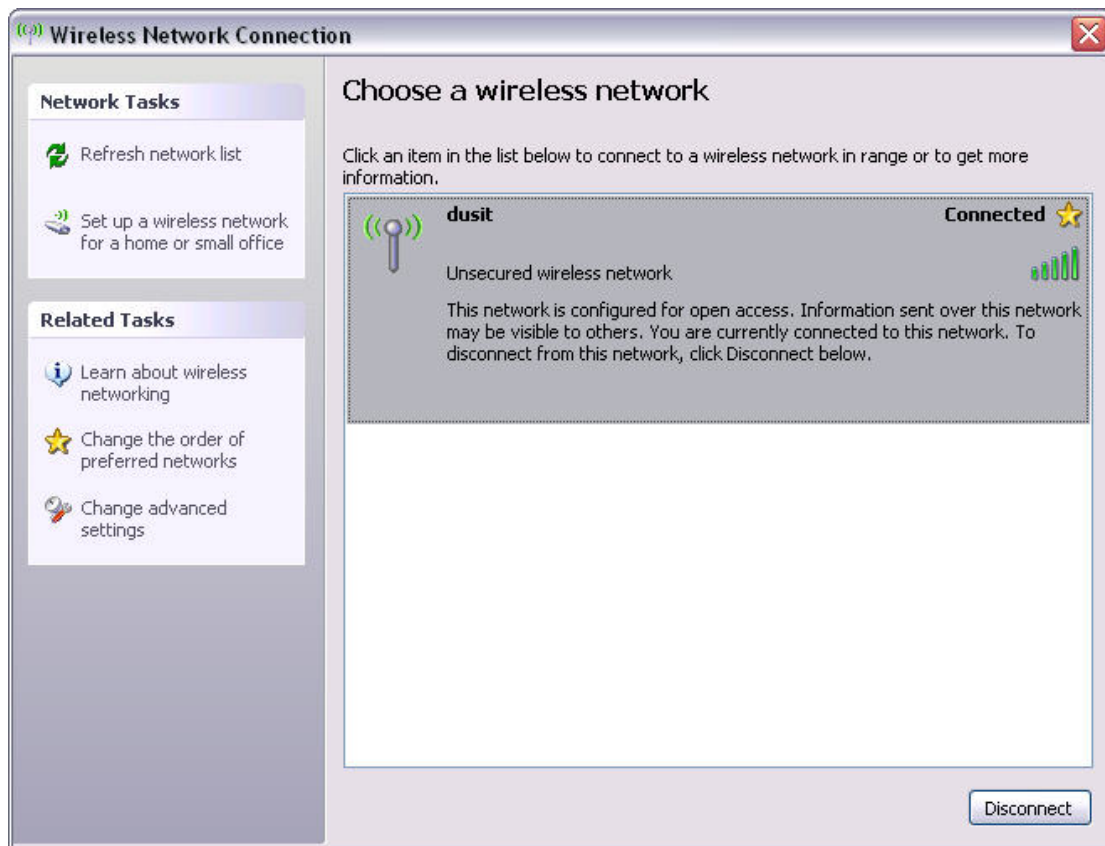 Wireless Network Connection
Network Tasks
Refresh network list
Set up a wireless network
for a home or small office
Related Tasks
Learn about wireless
networking
Change the order of
preferred networks
Change advanced
settings
Choose a wireless network
Click an item in the list below to connect to a wireless network in range or to get more
information.
dusit Connected
Unsecured wireless network
This network is configured for open access. Information sent over this network
may be visible to others. You are currently connected to this network. To
disconnect from this network, click Disconnect below.
Disconnect